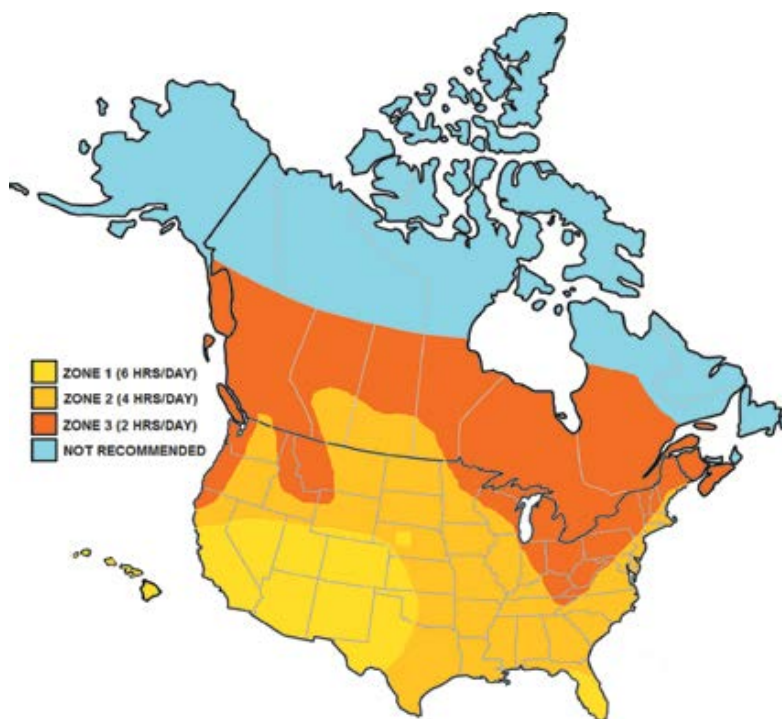 ZONE 1 (6 HRS/DAY)
ZONE 2 (4 HRS/DAY)
ZONE 3 (2 HRS/DAY)
NOT RECOMMENDED